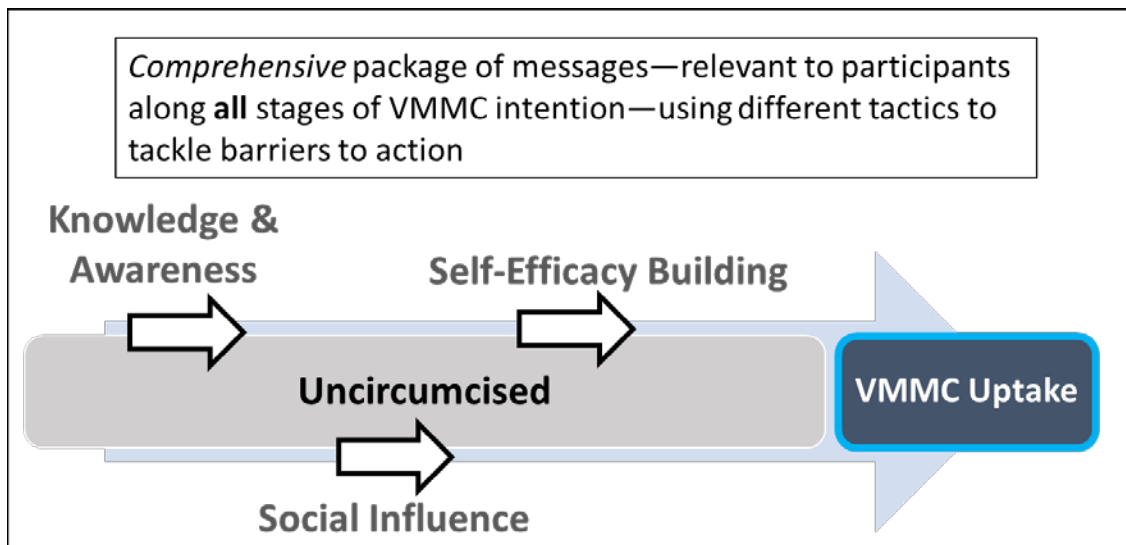 Comprehensive package of messages—relevant to participants
along all stages of VMMC intention—using different tactics to
tackle barriers to action
Knowledge &
Awareness
Self-Efficacy Building
Uncircumcised
VMMC Uptake
Social Influence